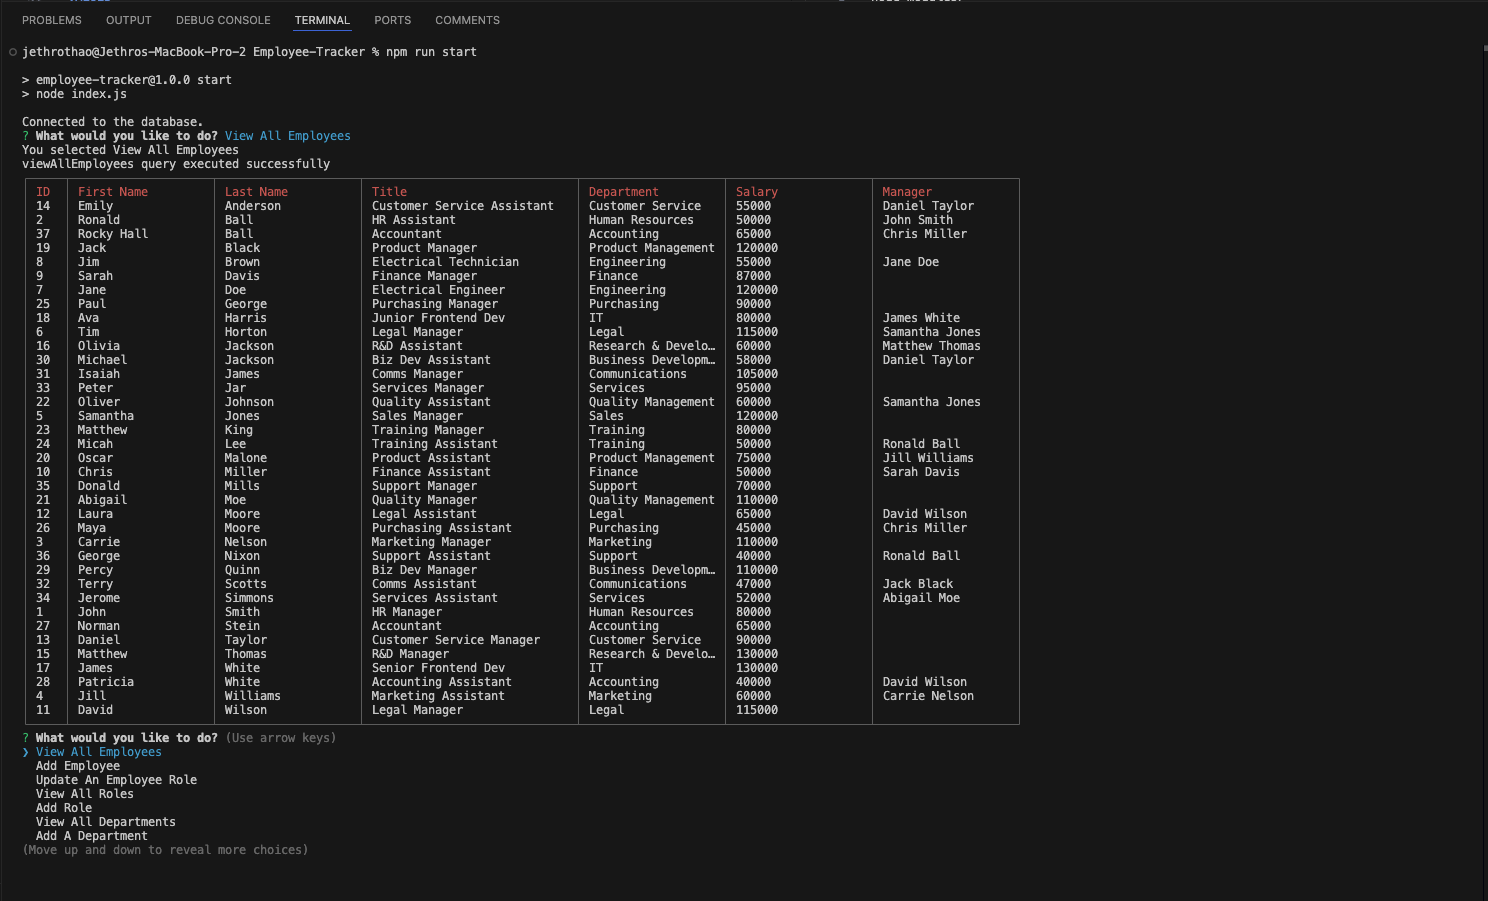 PROBLEMS OUTPUT DEBUG CONSOLE TERMINAL PORTS COMMENTS
jethrothao@Jethros-MacBook-Pro-2 Employee-Tracker % npm run start
> employee-tracker@1.0.0 start
> node index.js
Connected to the database.
? What would you like to do? View All Employees
You selected View All Employees
viewAllEmployees query executed successfully
ID First Name Last Name Title Department Salary Manager
14 Emily Anderson Customer Service Assistant Customer Service 55000 Daniel Taylor
2 Ronald Ball HR Assistant Human Resources 50000 John Smith
37 Rocky Hall Ball Accountant Accounting 65000 Chris Miller
19 Jack Black Product Manager Product Management 120000
8 Jim Brown Electrical Technician Engineering 55000 Jane Doe
9 Sarah Davis Finance Manager Finance 87000
7 Jane Doe Electrical Engineer Engineering 120000
25 Paul George Purchasing Manager Purchasing 90000
18 Ava Harris Junior Frontend Dev IT 80000 James White
6 Tim Horton Legal Manager Legal 115000 Samantha Jones
16 Olivia Jackson R&D Assistant Research & Develo… 60000 Matthew Thomas
30 Michael Jackson Biz Dev Assistant Business Developm… 58000 Daniel Taylor
31 Isaiah James Comms Manager Communications 105000
33 Peter Jar Services Manager Services 95000
22 Oliver Johnson Quality Assistant Quality Management 60000 Samantha Jones
5 Samantha Jones Sales Manager Sales 120000
23 Matthew King Training Manager Training 80000
24 Micah Lee Training Assistant Training 50000 Ronald Ball
20 Oscar Malone Product Assistant Product Management 75000 Jill Williams
10 Chris Miller Finance Assistant Finance 50000 Sarah Davis
35 Donald Mills Support Manager Support 70000
21 Abigail Moe Quality Manager Quality Management 110000
12 Laura Moore Legal Assistant Legal 65000 David Wilson
26 Maya Moore Purchasing Assistant Purchasing 45000 Chris Miller
3 Carrie Nelson Marketing Manager Marketing 110000
36 George Nixon Support Assistant Support 40000 Ronald Ball
29 Percy Quinn Biz Dev Manager Business Developm… 110000
32 Terry Scotts Comms Assistant Communications 47000 Jack Black
34 Jerome Simmons Services Assistant Services 52000 Abigail Moe
1 John Smith HR Manager Human Resources 80000
27 Norman Stein Accountant Accounting 65000
13 Daniel Taylor Customer Service Manager Customer Service 90000
15 Matthew Thomas R&D Manager Research & Develo… 130000
17 James White Senior Frontend Dev IT 130000
28 Patricia White Accounting Assistant Accounting 40000 David Wilson
4 Jill Williams Marketing Assistant Marketing 60000 Carrie Nelson
11 David Wilson Legal Manager Legal 115000
? What would you like to do? (Use arrow keys)
❯ View All Employees
Add Employee
Update An Employee Role
View All Roles
Add Role
View All Departments
Add A Department
(Move up and down to reveal more choices)